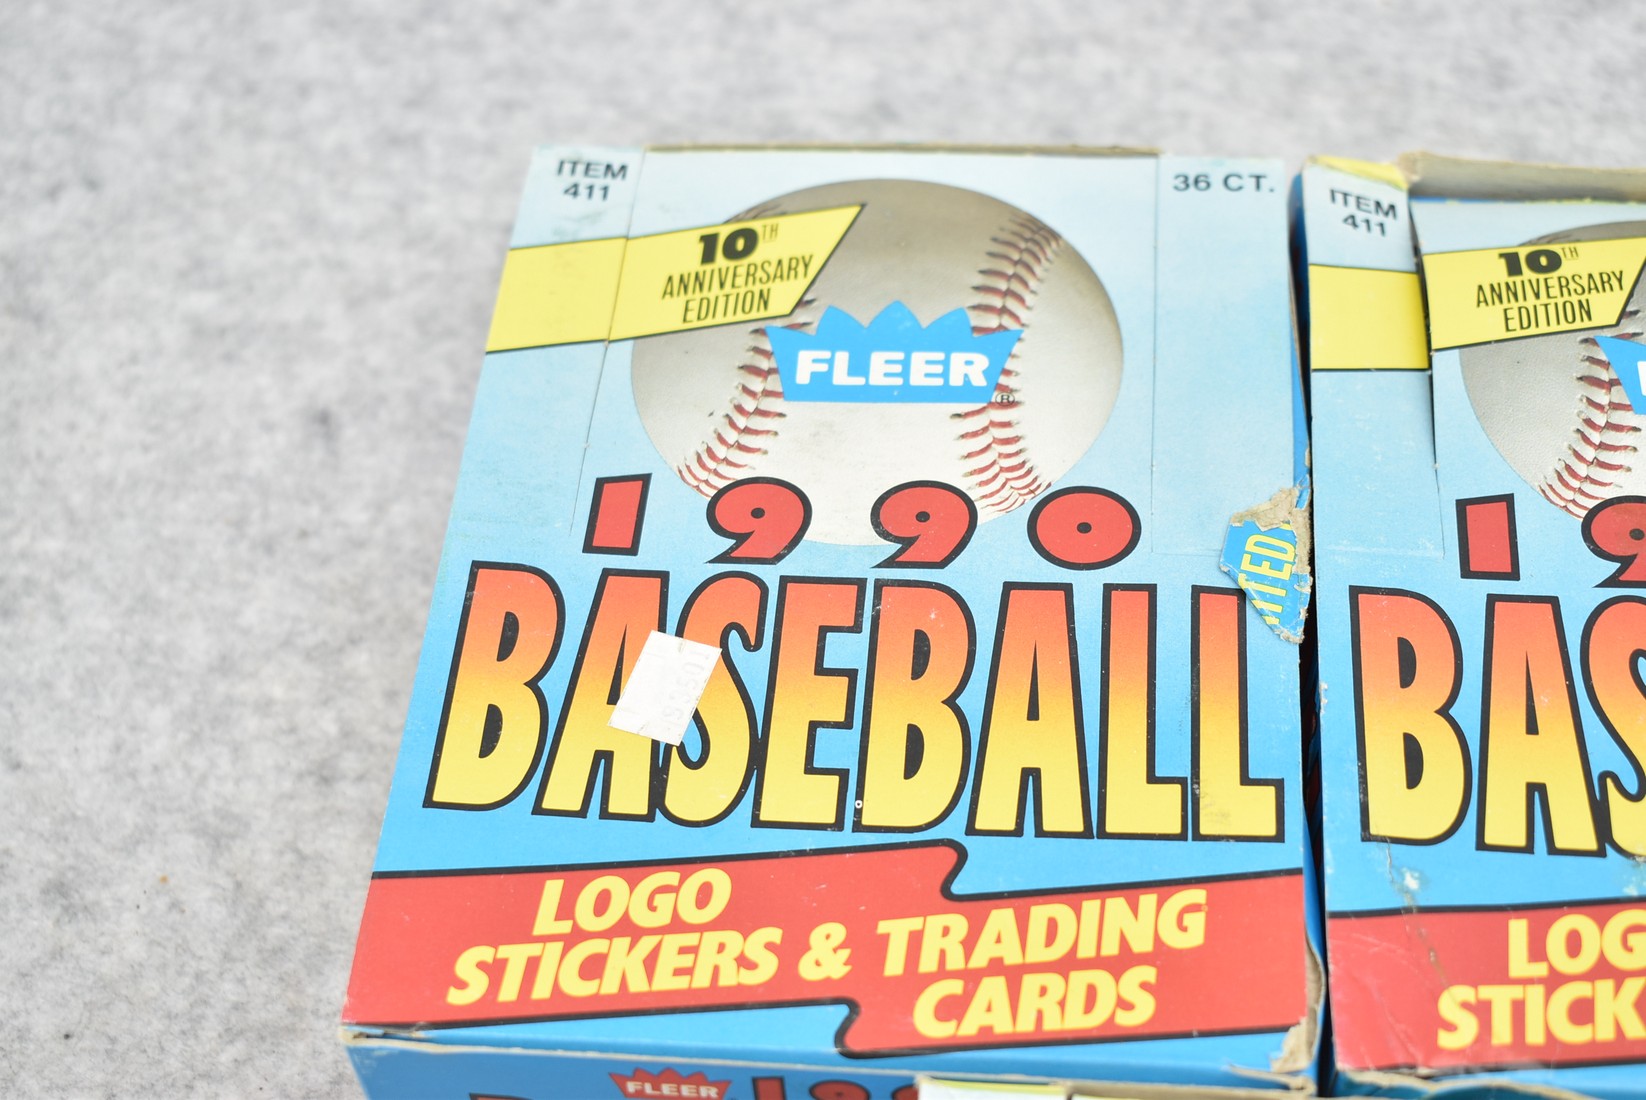 ITEM
411
36 CT.
10TH
ANNIVERSARY
EDITION
FLEER
®
1990
BASEBALL
LOGO
STICKERS & TRADING
CARDS
FLEER
ITEM
411
10TH
ANNIVERSARY
EDITION